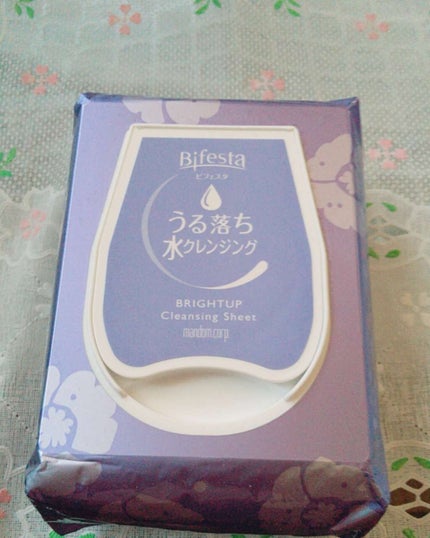 Bifesta
ビフェスタ
うる落ち
水クレンジング
BRIGHTUP
Cleansing Sheet
mandom corp.